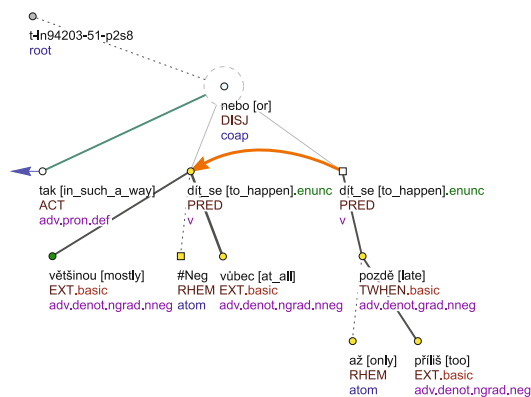 t-ln94203-51-p2s8
root
nebo [or]
DISJ
coap
tak [in_such_a_way]
ACT
adv.pron.def
dít_se [to_happen].enunc
PRED
v
dít_se [to_happen].enunc
PRED
v
většinou [mostly]
EXT.basic
adv.denot.ngrad.nneg
#Neg
RHEM
atom
vůbec [at_all]
EXT.basic
adv.denot.ngrad.nneg
pozdě [late]
TWHEN.basic
adv.denot.grad.nneg
až [only]
RHEM
atom
příliš [too]
EXT.basic
adv.denot.ngrad.neg